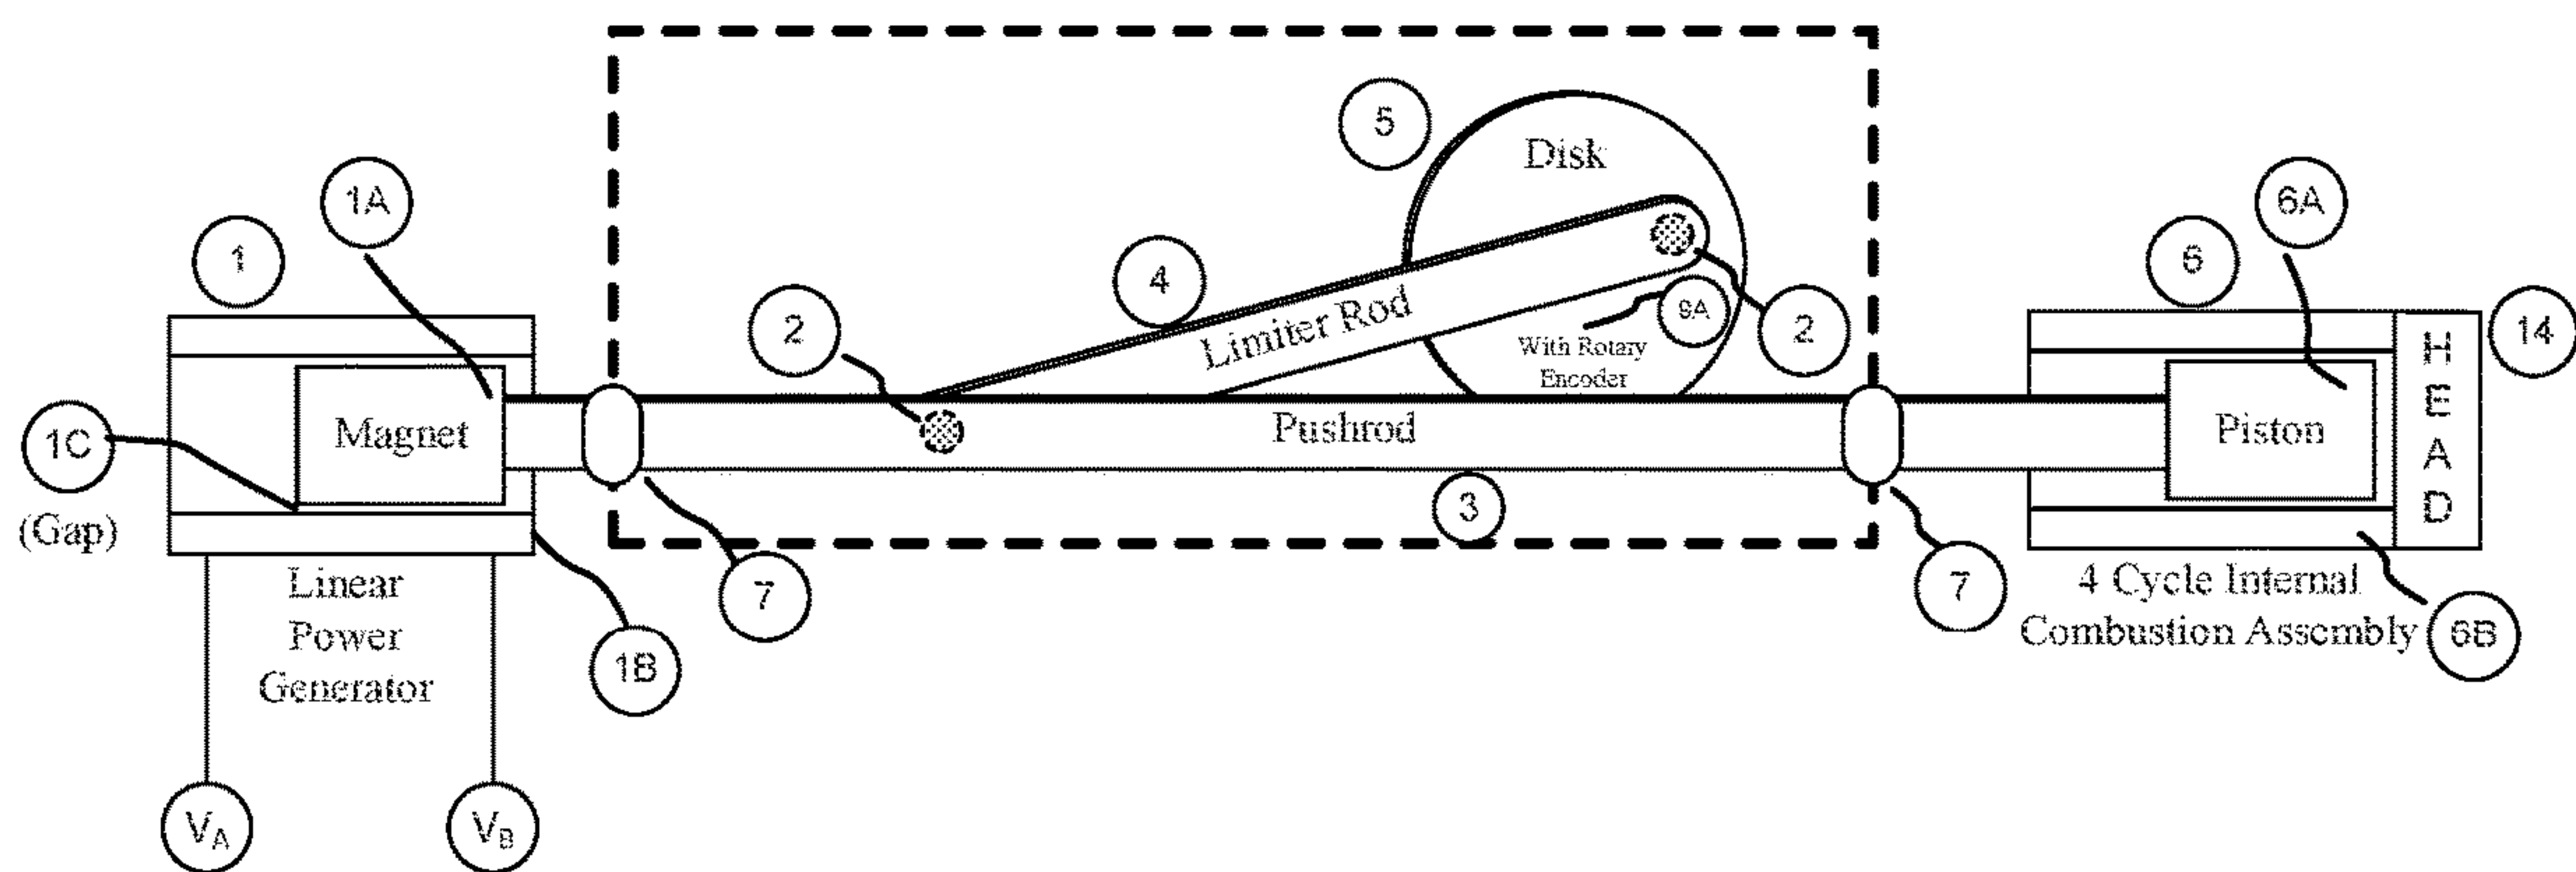 5
Disk
1A
6A
1
4
6
2
Limiter Rod
9A
2
With Rotary
Encoder
14
H
E
A
D
1C
(Gap)
Magnet
Pushrod
Piston
3
Linear
Power
Generator
7
1B
7
4 Cycle Internal
Combustion Assembly
6B
VA
VB